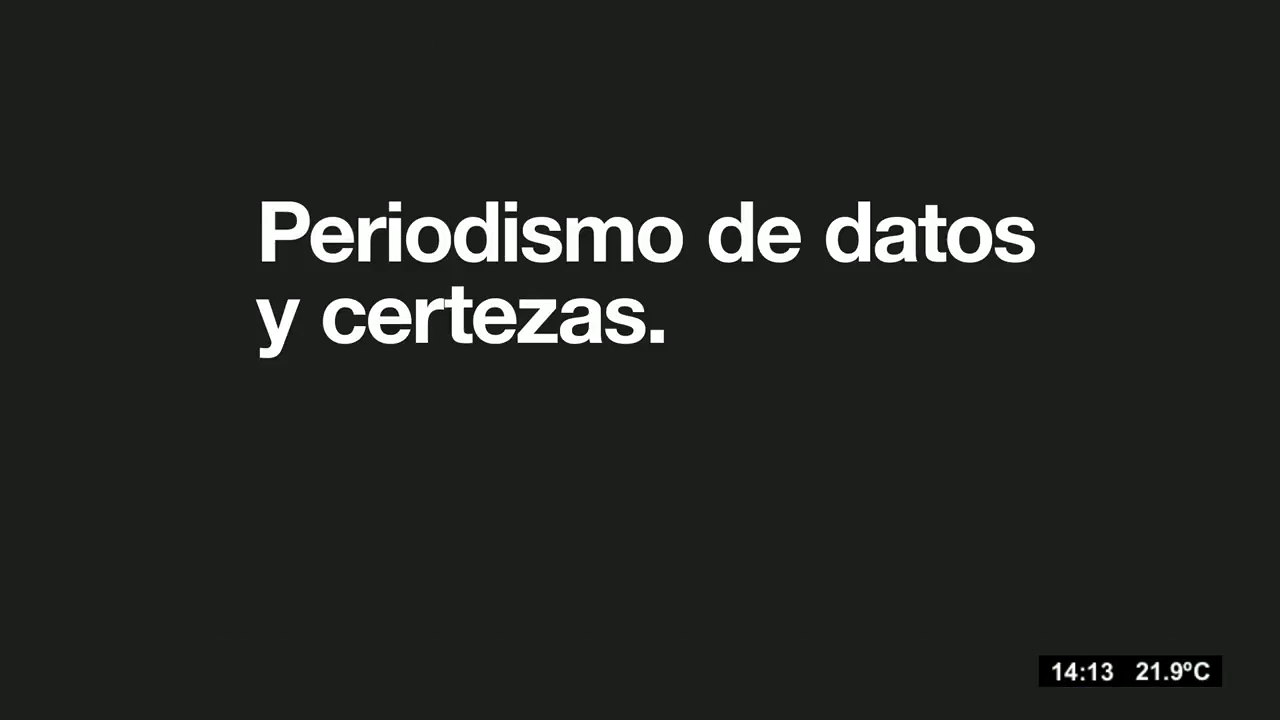 Periodismo de datos
y certezas.
14:13 21.9ºC